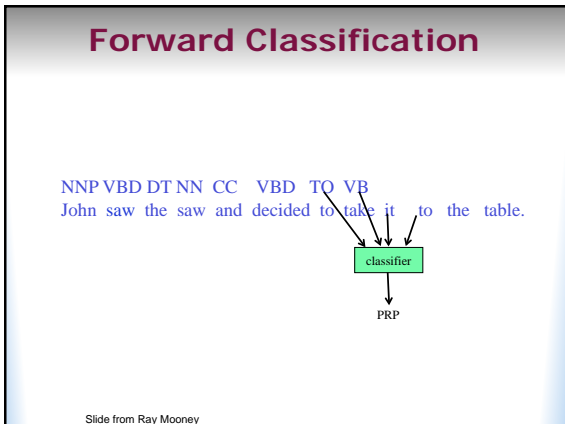 Forward Classification
NNP VBD DT NN CC VBD TO VB
John saw the saw and decided to take it to the table.
classifier
PRP
Slide from Ray Mooney